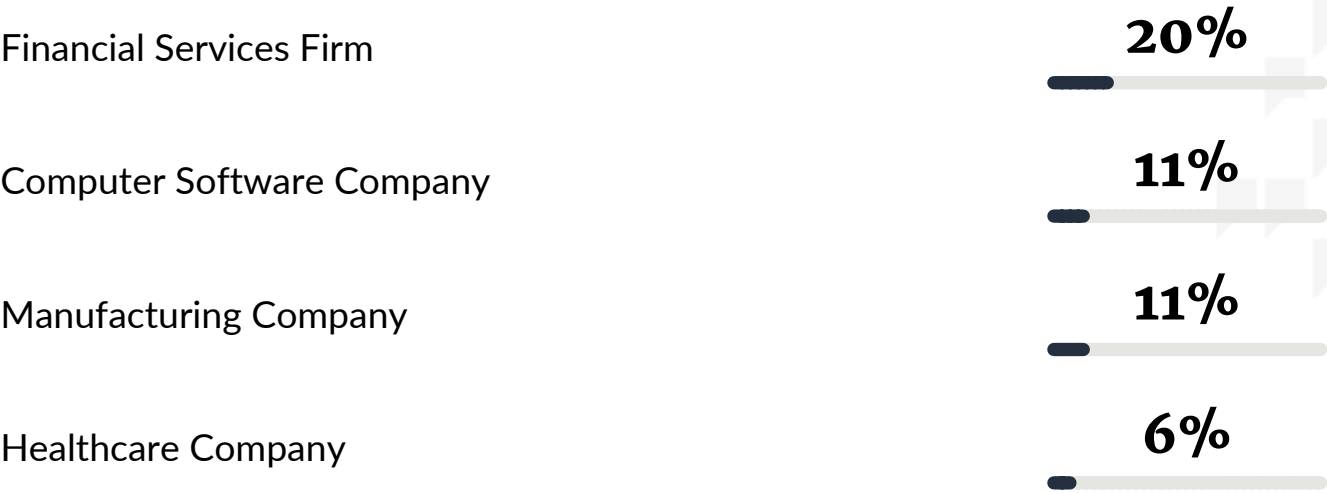 Financial Services Firm 20%
Computer Software Company 11%
Manufacturing Company 11%
Healthcare Company 6%